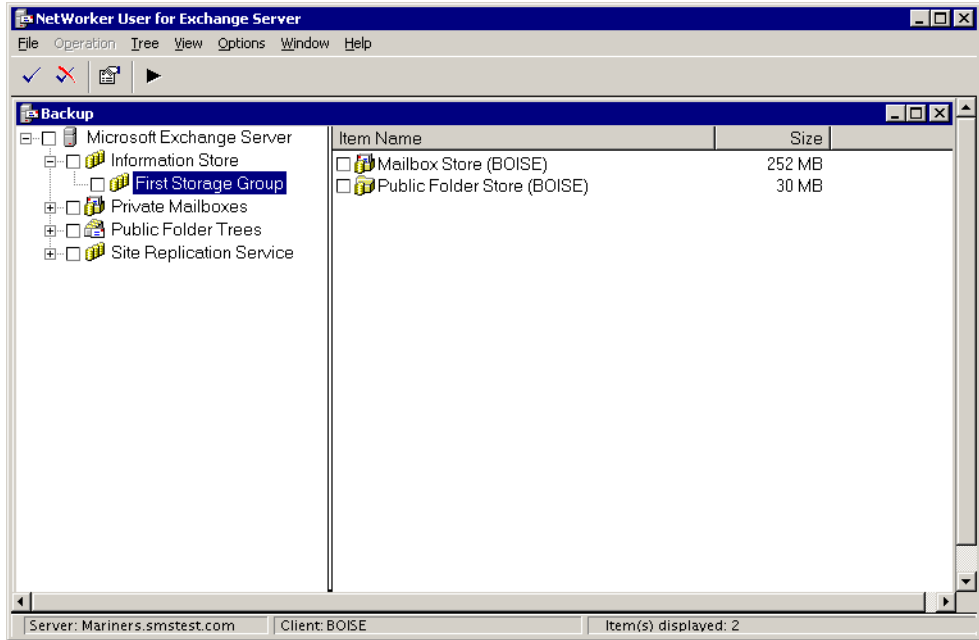 NetWorker User for Exchange Server
File Operation Tree View Options Window Help
Backup
Microsoft Exchange Server
Information Store
First Storage Group
Private Mailboxes
Public Folder Trees
Site Replication Service
Item Name Size
Mailbox Store (BOISE) 252 MB
Public Folder Store (BOISE) 30 MB
Server: Mariners.smstest.com Client: BOISE Item(s) displayed: 2